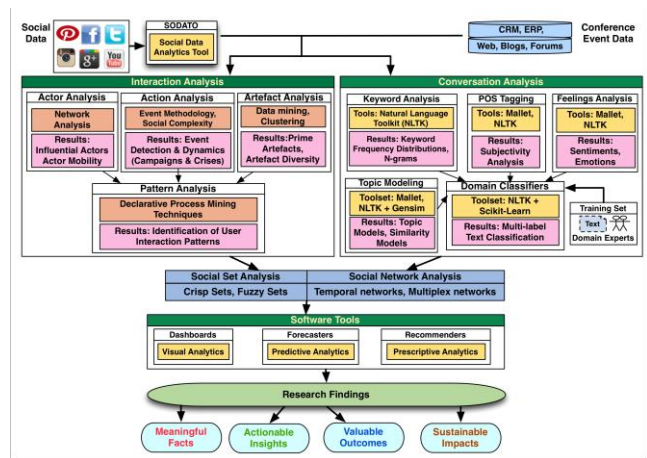 Social
Data
SODATO
Social Data
Analytics Tool
You
Tube
g+
CRM, ERP,
Web, Blogs, Forums
Conference
Event Data
Interaction Analysis
Actor Analysis
Network
Analysis
Results:
Influential Actors
Actor Mobility
Action Analysis
Event Methodology,
Social Complexity
Results: Event
Detection & Dynamics
(Campaigns & Crises)
Artefact Analysis
Data mining,
Clustering
Results:Prime
Artefacts,
Artefact Diversity
Pattern Analysis
Declarative Process Mining
Techniques
Results: Identification of User
Interaction Patterns
Conversation Analysis
Keyword Analysis
Tools: Natural Language
Toolkit (NLTK)
Results: Keyword
Frequency Distributions,
N-grams
POS Tagging
Tools: Mallet,
NLTK
Results:
Subjectivity
Analysis
Feelings Analysis
Tools: Mallet,
NLTK
Results:
Sentiments,
Emotions
Topic Modeling
Toolset: Mallet,
NLTK + Gensim
Results: Topic
Models, Similarity
Models
Domain Classifiers
Toolset: NLTK +
Scikit-Learn
Results: Multi-label
Text Classification
Training Set
Text
Domain Experts
Social Set Analysis
Crisp Sets, Fuzzy Sets
Social Network Analysis
Temporal networks, Multiplex networks
Software Tools
Dashboards
Visual Analytics
Forecasters
Predictive Analytics
Recommenders
Prescriptive Analytics
Research Findings
Meaningful
Facts
Actionable
Insights
Valuable
Outcomes
Sustainable
Impacts